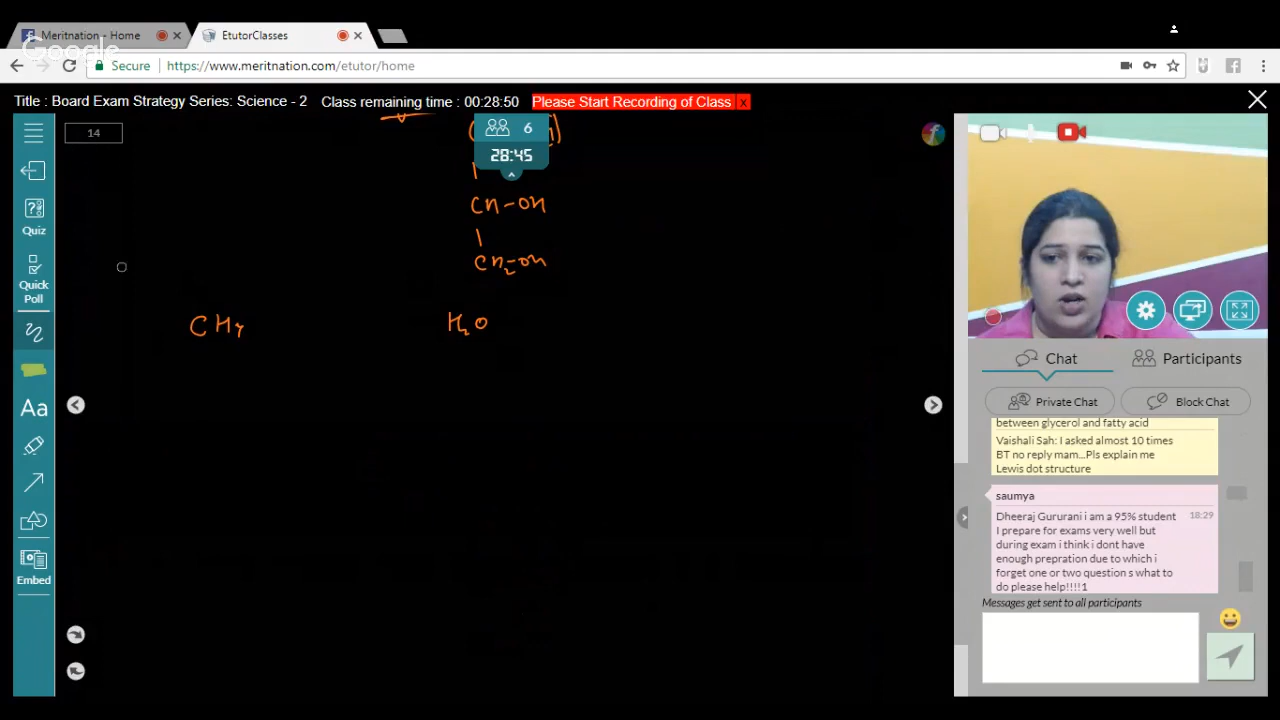 Meritnation - Home
EtutorClasses
Google
Secure
https://www.meritnation.com/etutor/home
Title : Board Exam Strategy Series: Science - 2
Class remaining time : 00:28:50
Please Start Recording of Class x
14
6
28:45
CH-OH
CH2-OH
CH4
H2O
Quiz
Quick
Poll
Aa
Embed
Chat
Participants
Private Chat
Block Chat
between glycerol and fatty acid
Vaishali Sah: I asked almost 10 times
BT no reply mam...Pls explain me
Lewis dot structure
saumya
Dheeraj Gururani i am a 95% student
18:29
I prepare for exams very well but
during exam i think i dont have
enough prepration due to which i
forget one or two question s what to
do please help!!!!1
Messages get sent to all participants